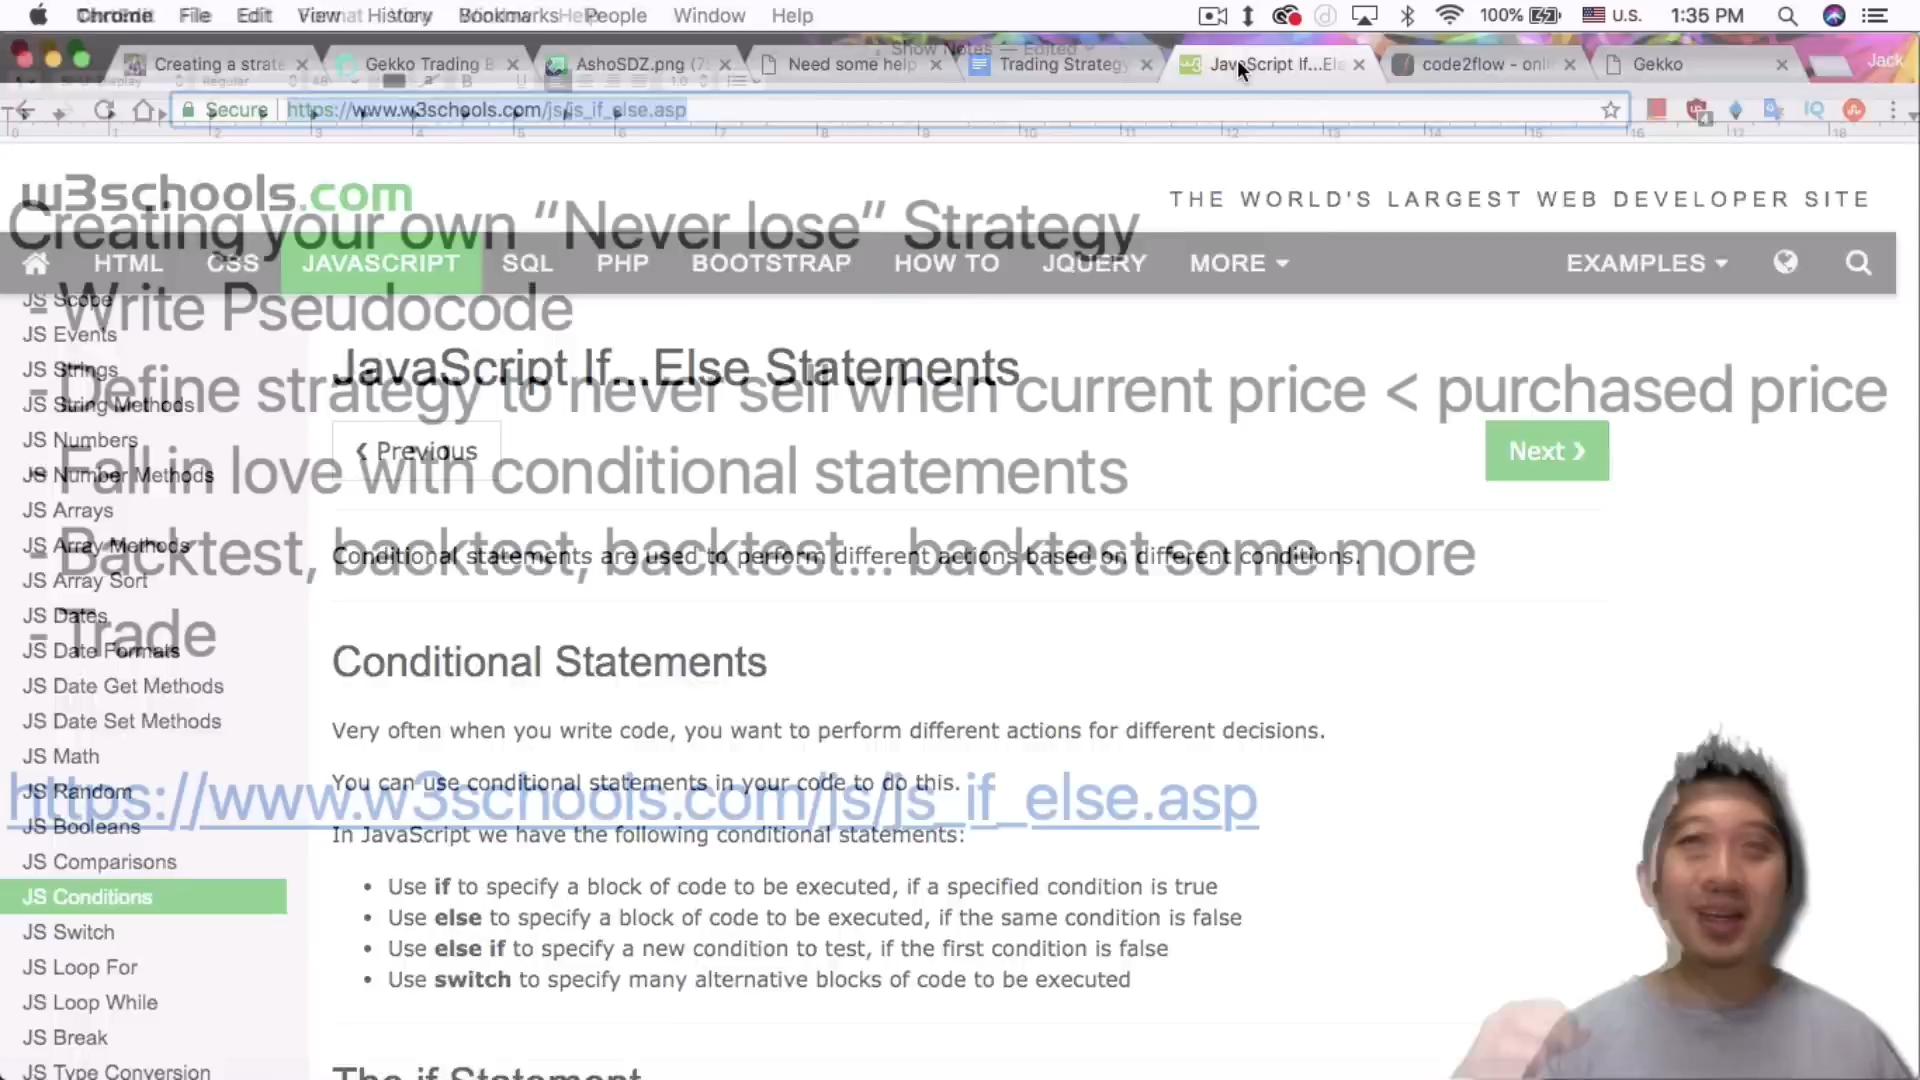 Chrome File Edit View History Bookmarks People Window Help
100% U.S. 1:35 PM
Show Notes — Edited
Creating a strate Gekko Trading B AshoSDZ.png (7 Need some help Trading Strategy JavaScript If...Els code2flow - onli Gekko Jack
Secure https://www.w3schools.com/js/js_if_else.asp
w3schools.com
THE WORLD'S LARGEST WEB DEVELOPER SITE
Creating your own “Never lose” Strategy
HTML CSS JAVASCRIPT SQL PHP BOOTSTRAP HOW TO JQUERY MORE EXAMPLES
JS Scope
- Write Pseudocode
JS Events
JavaScript If...Else Statements
JS Strings
- Define strategy to never sell when current price < purchased price
JS String Methods
JS Numbers
❮ Previous
Next ❯
- Fall in love with conditional statements
JS Number Methods
JS Arrays
JS Array Methods
- Backtest, backtest, backtest... backtest some more
Conditional statements are used to perform different actions based on different conditions.
JS Array Sort
JS Dates
- Trade
JS Date Formats
Conditional Statements
JS Date Get Methods
JS Date Set Methods
Very often when you write code, you want to perform different actions for different decisions.
JS Math
You can use conditional statements in your code to do this.
JS Random
https://www.w3schools.com/js/js_if_else.asp
JS Booleans
In JavaScript we have the following conditional statements:
JS Comparisons
• Use if to specify a block of code to be executed, if a specified condition is true
JS Conditions
• Use else to specify a block of code to be executed, if the same condition is false
JS Switch
• Use else if to specify a new condition to test, if the first condition is false
JS Loop For
• Use switch to specify many alternative blocks of code to be executed
JS Loop While
JS Break
JS Type Conversion
The if Statement